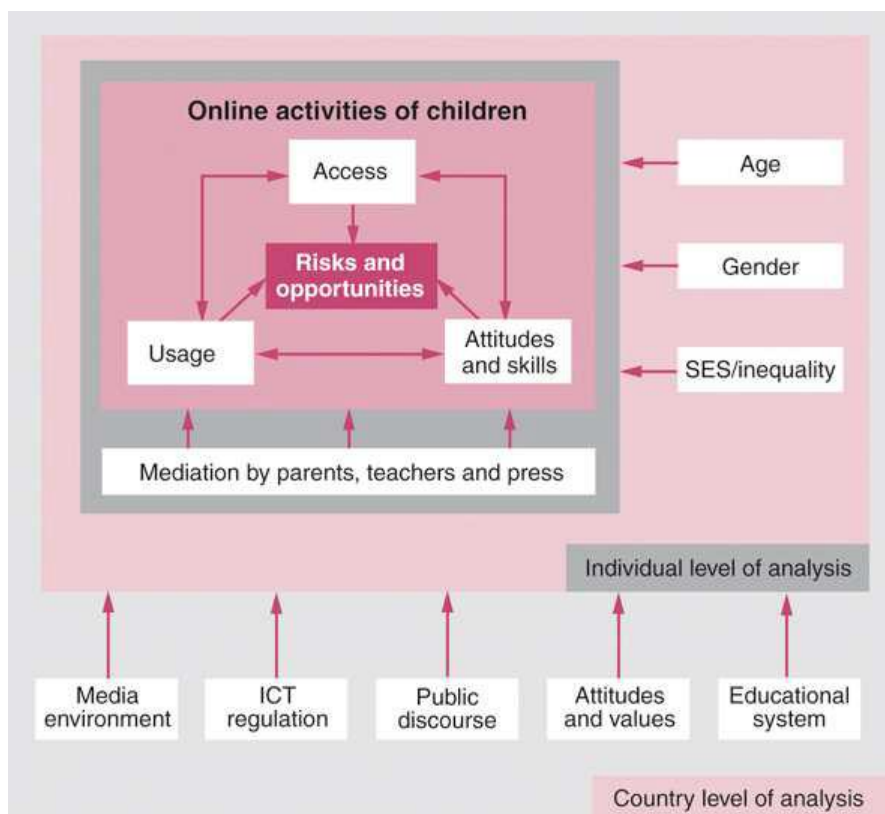 Online activities of children
Access
Age
Risks and
opportunities
Gender
Usage
Attitudes
and skills
SES/inequality
Mediation by parents, teachers and press
Individual level of analysis
Media
environment
ICT
regulation
Public
discourse
Attitudes
and values
Educational
system
Country level of analysis